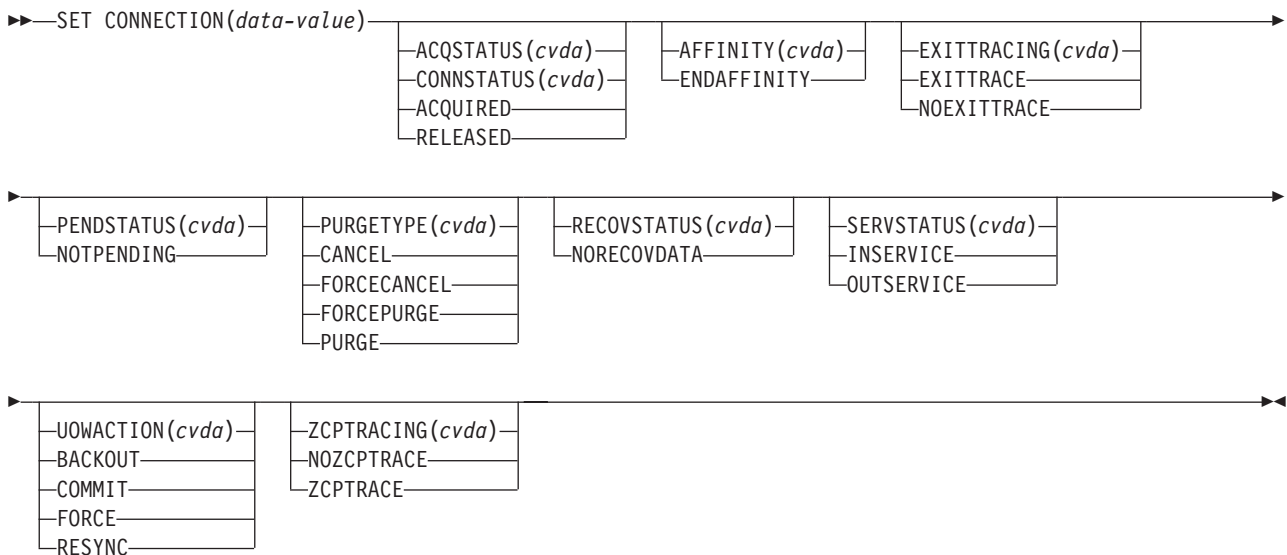 SET CONNECTION(data-value)
ACQSTATUS(cvda)
CONNSTATUS(cvda)
ACQUIRED
RELEASED
AFFINITY(cvda)
ENDAFFINITY
EXITTRACING(cvda)
EXITTRACE
NOEXITTRACE
PENDSTATUS(cvda)
NOTPENDING
PURGETYPE(cvda)
CANCEL
FORCECANCEL
FORCEPURGE
PURGE
RECOVSTATUS(cvda)
NORECOVDATA
SERVSTATUS(cvda)
INSERVICE
OUTSERVICE
UOWACTION(cvda)
BACKOUT
COMMIT
FORCE
RESYNC
ZCPTRACING(cvda)
NOZCPTRACE
ZCPTRACE